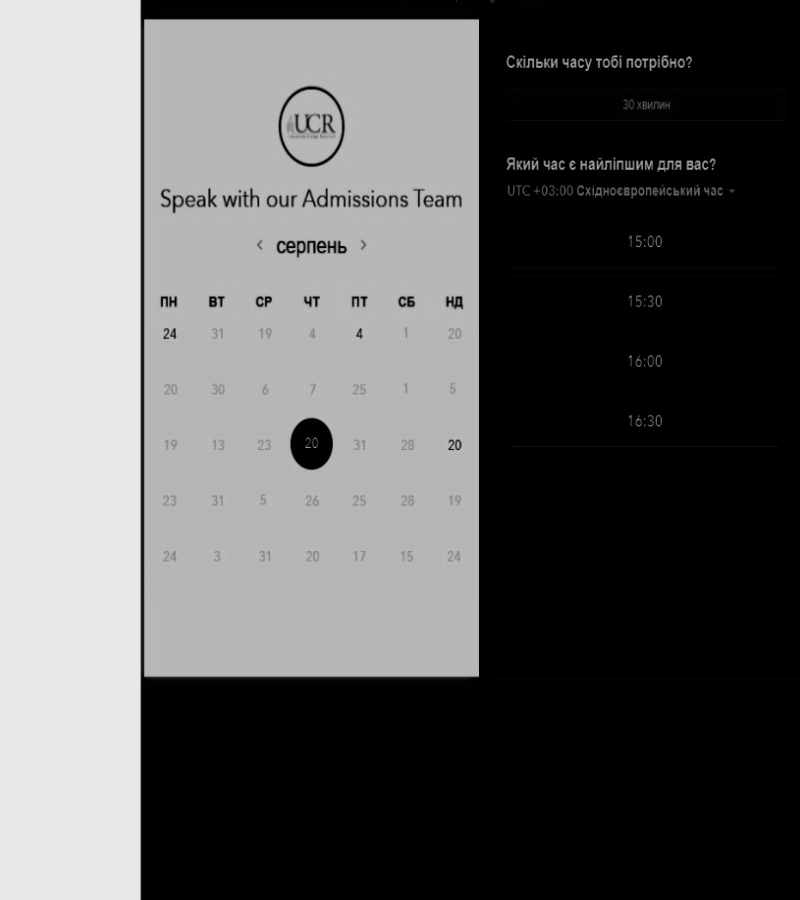 UCR
Speak with our Admissions Team
‹ серпень ›
ПН ВТ СР ЧТ ПТ СБ НД
24 31 19 4 4 1 20
20 30 6 7 25 1 5
19 13 23 20 31 28 20
23 31 5 26 25 28 19
24 3 31 20 17 15 24
Скільки часу тобі потрібно?
30 хвилин
Який час є найліпшим для вас?
UTC +03:00 Східноєвропейський час
15:00
15:30
16:00
16:30